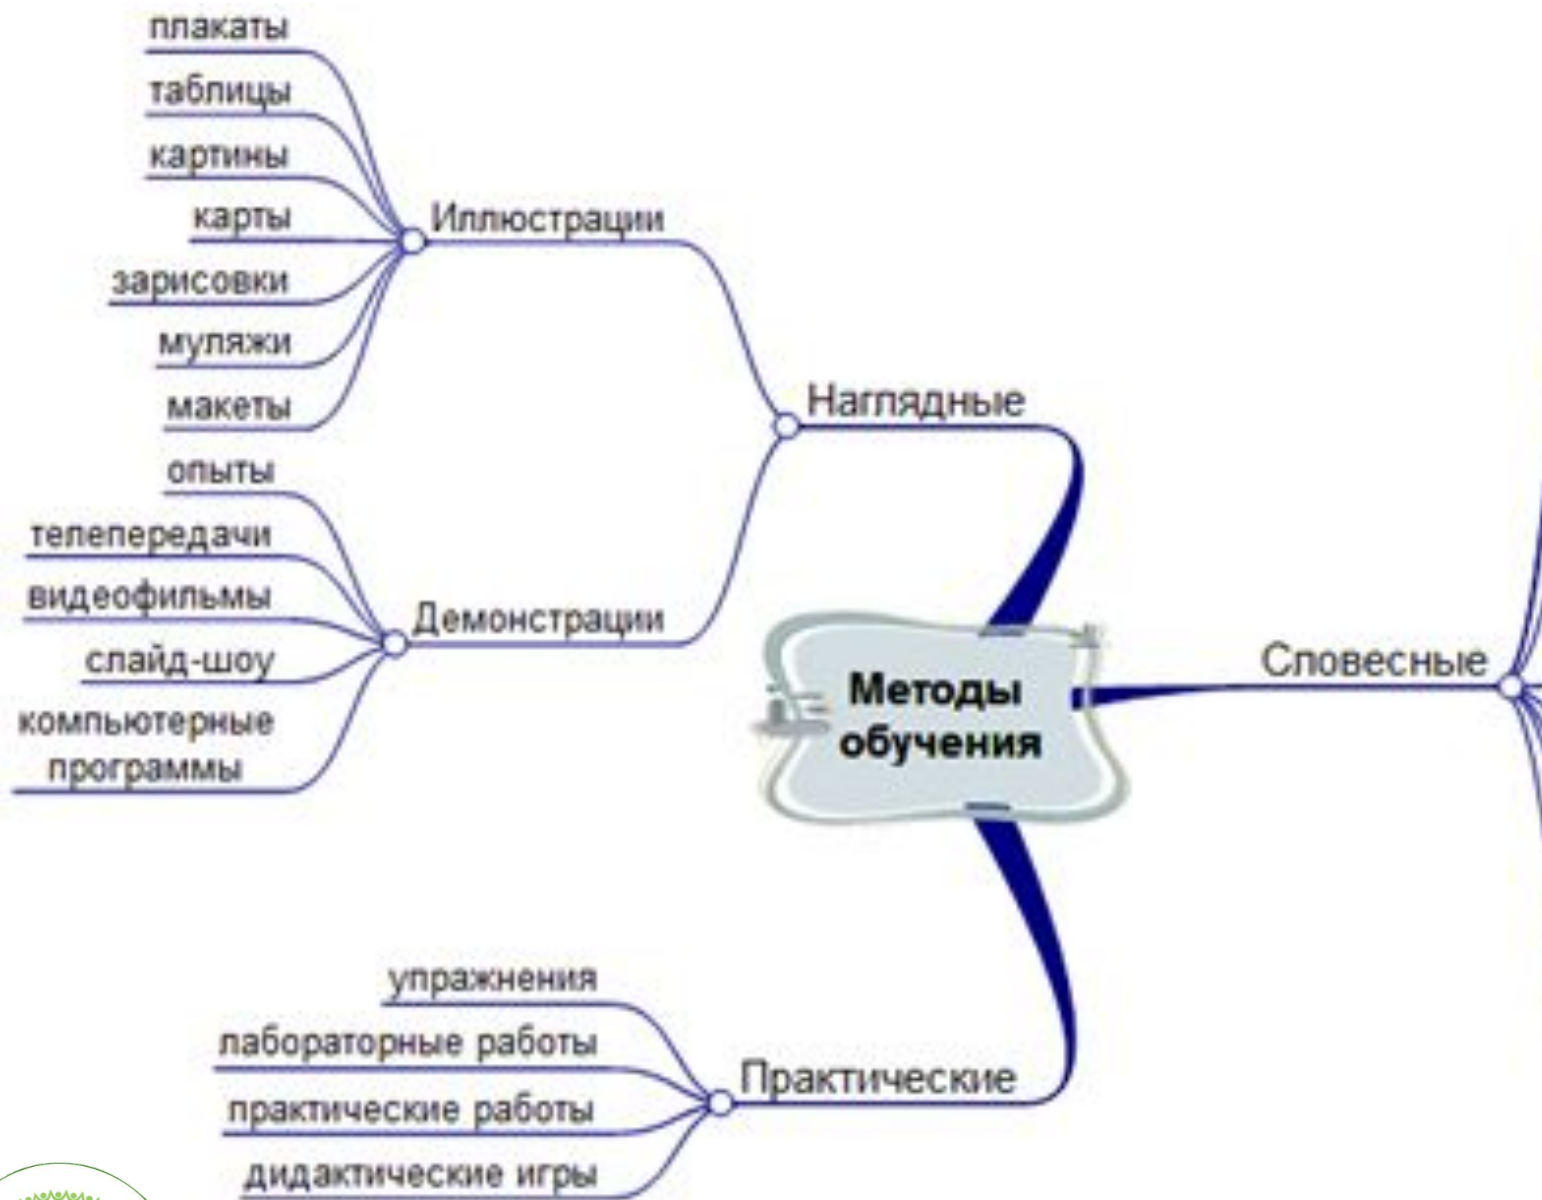 плакаты
таблицы
картины
карты
Иллюстрации
зарисовки
муляжи
макеты
Наглядные
опыты
телепередачи
видеофильмы
Демонстрации
слайд-шоу
компьютерные
программы
Словесные
Методы
обучения
упражнения
лабораторные работы
Практические
практические работы
дидактические игры